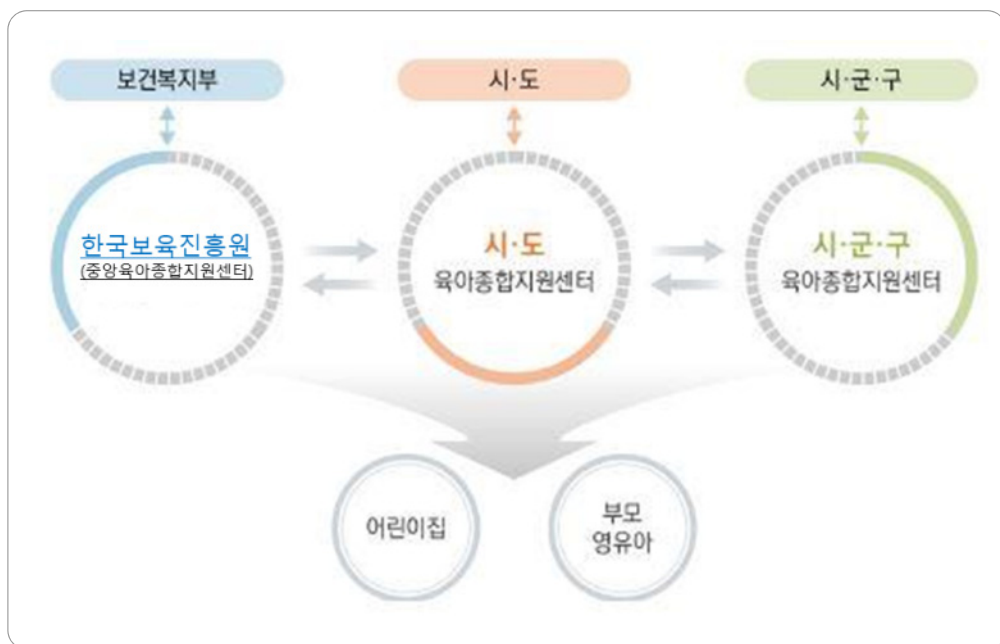 보건복지부
시·도
시·군·구
한국보육진흥원
(중앙육아종합지원센터)
시·도
육아종합지원센터
시·군·구
육아종합지원센터
어린이집
부모
영유아